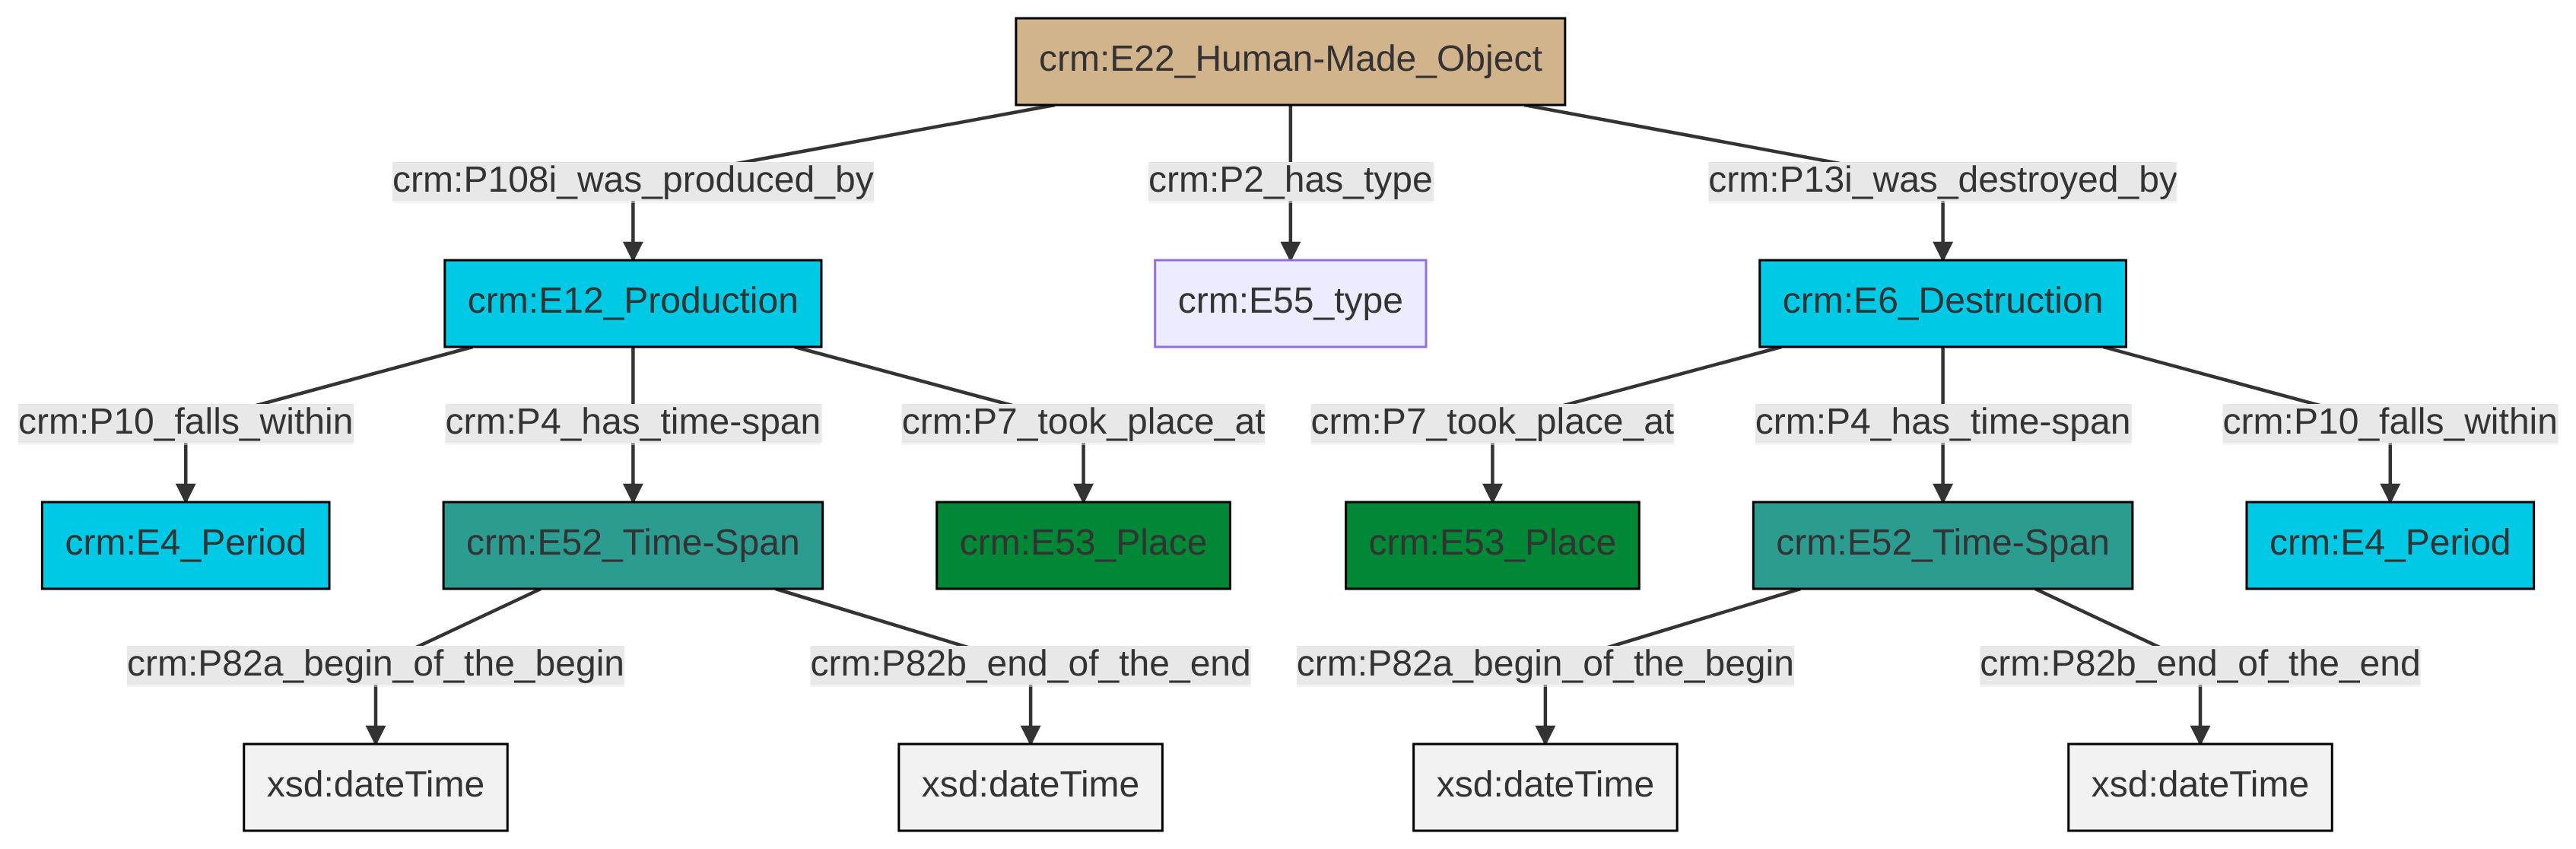 crm:E22_Human-Made_Object
crm:P108i_was_produced_by
crm:P2_has_type
crm:P13i_was_destroyed_by
crm:E12_Production
crm:E55_type
crm:E6_Destruction
crm:P10_falls_within
crm:P4_has_time-span
crm:P7_took_place_at
crm:P7_took_place_at
crm:P4_has_time-span
crm:P10_falls_within
crm:E4_Period
crm:E52_Time-Span
crm:E53_Place
crm:E53_Place
crm:E52_Time-Span
crm:E4_Period
crm:P82a_begin_of_the_begin
crm:P82b_end_of_the_end
crm:P82a_begin_of_the_begin
crm:P82b_end_of_the_end
xsd:dateTime
xsd:dateTime
xsd:dateTime
xsd:dateTime